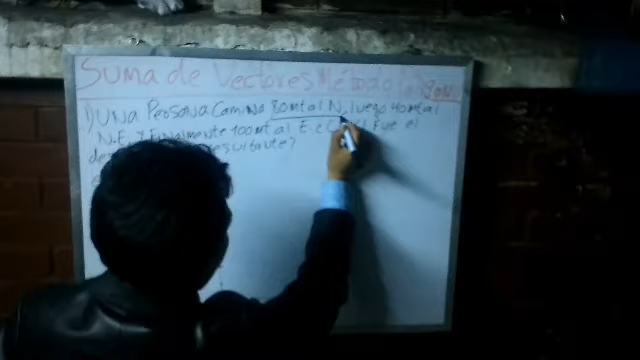 Suma de Vectores Método
1) Una Persona Camina 80mt al N, luego 40mt al
N.E. y Finalmente 100mt al E. ¿Cuál Fue el
resultante?